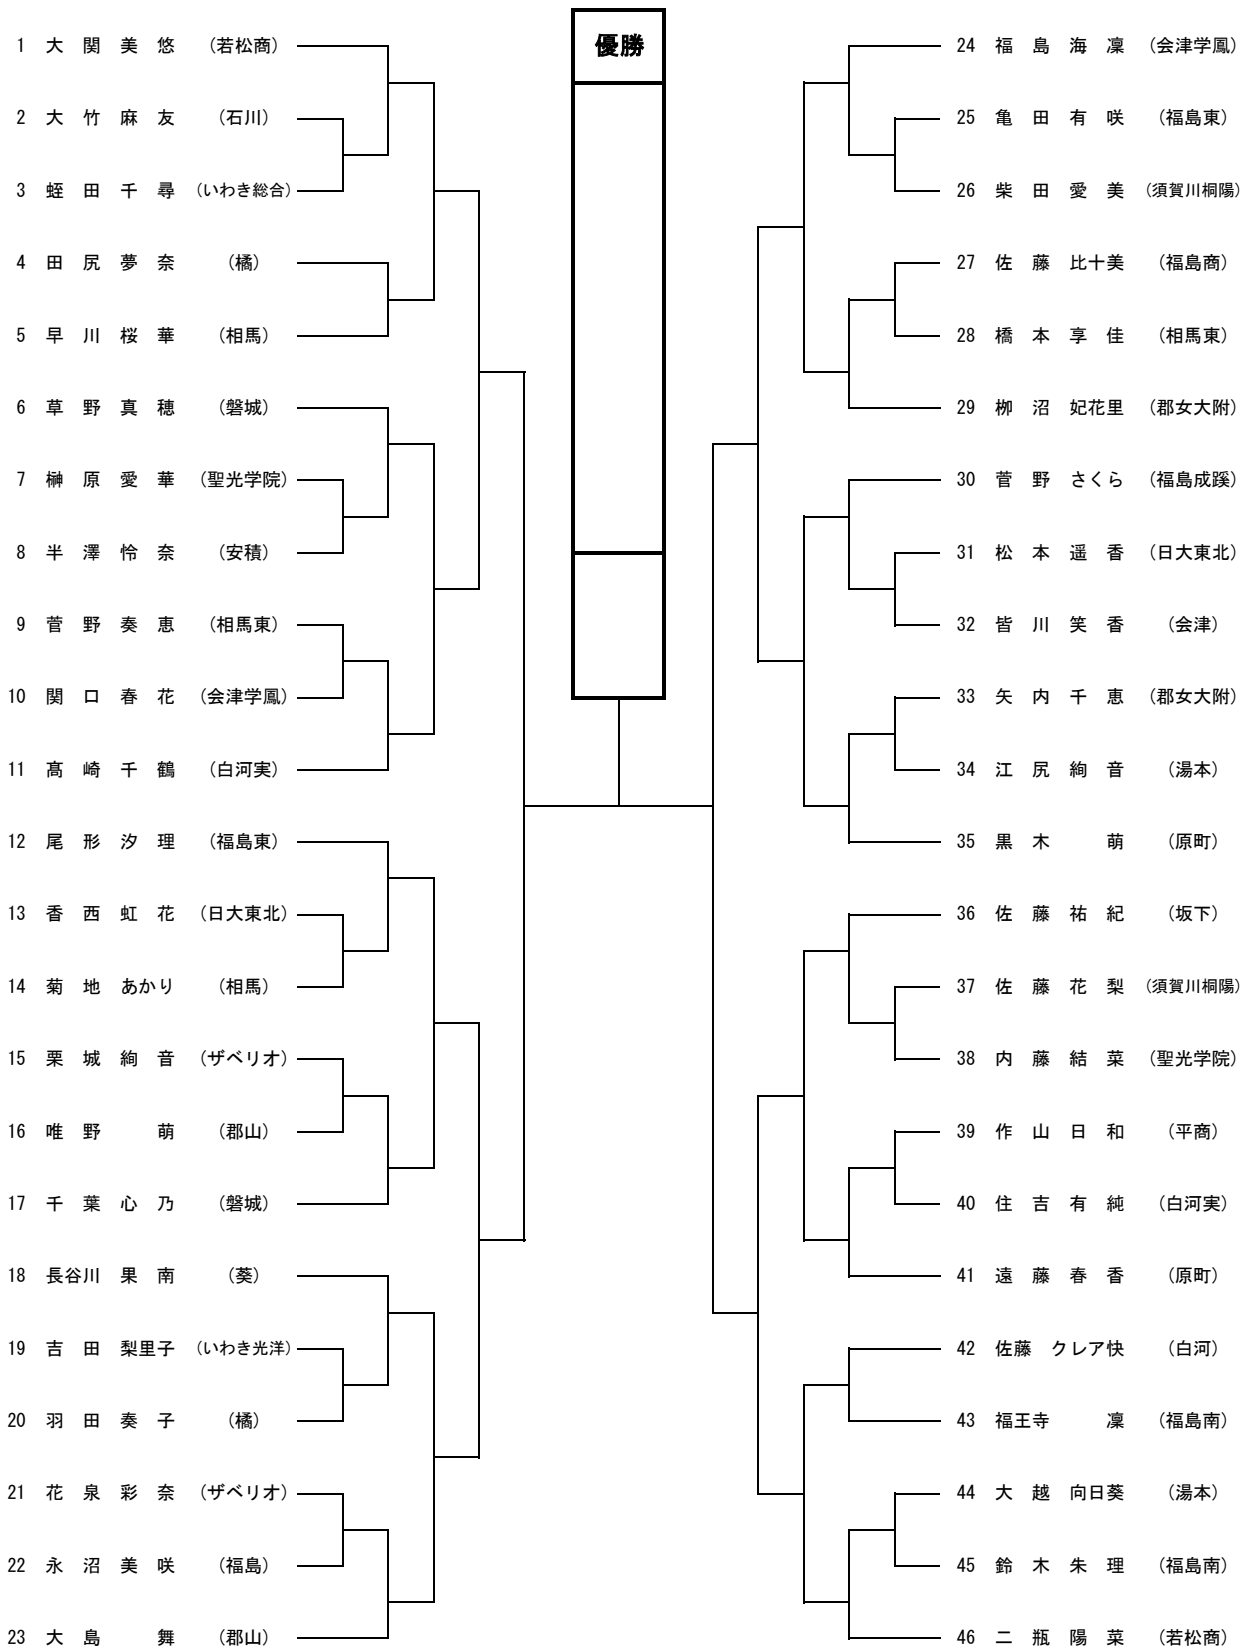 優勝
1 大 関 美 悠 (若松商)
2 大 竹 麻 友 (石川)
3 蛭 田 千 尋 (いわき総合)
4 田 尻 夢 奈 (橘)
5 早 川 桜 華 (相馬)
6 草 野 真 穂 (磐城)
7 榊 原 愛 華 (聖光学院)
8 半 澤 怜 奈 (安積)
9 菅 野 奏 恵 (相馬東)
10 関 口 春 花 (会津学鳳)
11 髙 崎 千 鶴 (白河実)
12 尾 形 汐 理 (福島東)
13 香 西 虹 花 (日大東北)
14 菊 地 あかり (相馬)
15 栗 城 絢 音 (ザベリオ)
16 唯 野 萌 (郡山)
17 千 葉 心 乃 (磐城)
18 長谷川 果 南 (葵)
19 吉 田 梨里子 (いわき光洋)
20 羽 田 奏 子 (橘)
21 花 泉 彩 奈 (ザベリオ)
22 永 沼 美 咲 (福島)
23 大 島 舞 (郡山)
24 福 島 海 凜 (会津学鳳)
25 亀 田 有 咲 (福島東)
26 柴 田 愛 美 (須賀川桐陽)
27 佐 藤 比十美 (福島商)
28 橋 本 享 佳 (相馬東)
29 栁 沼 妃花里 (郡女大附)
30 菅 野 さくら (福島成蹊)
31 松 本 遥 香 (日大東北)
32 皆 川 笑 香 (会津)
33 矢 内 千 恵 (郡女大附)
34 江 尻 絢 音 (湯本)
35 黒 木 萌 (原町)
36 佐 藤 祐 紀 (坂下)
37 佐 藤 花 梨 (須賀川桐陽)
38 内 藤 結 菜 (聖光学院)
39 作 山 日 和 (平商)
40 住 吉 有 純 (白河実)
41 遠 藤 春 香 (原町)
42 佐藤 クレア快 (白河)
43 福王寺 凜 (福島南)
44 大 越 向日葵 (湯本)
45 鈴 木 朱 理 (福島南)
46 二 瓶 陽 菜 (若松商)